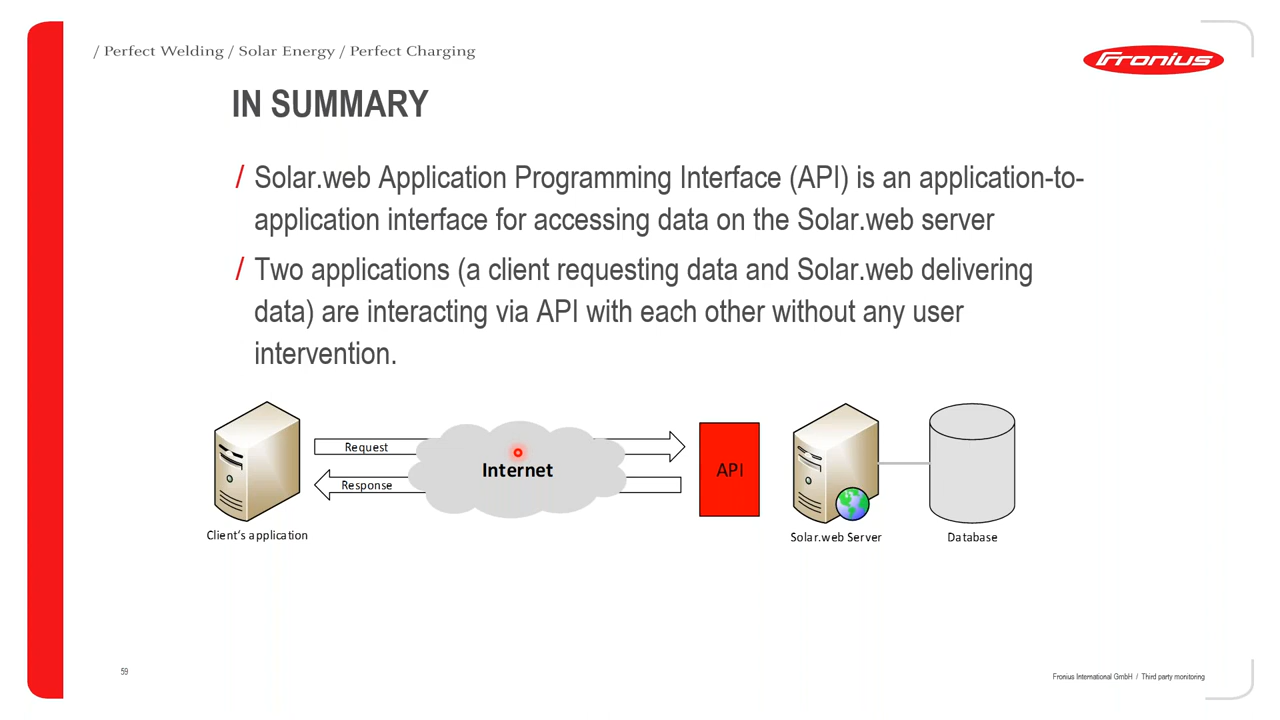 / Perfect Welding / Solar Energy / Perfect Charging
Fronius
IN SUMMARY
/ Solar.web Application Programming Interface (API) is an application-to-
application interface for accessing data on the Solar.web server
/ Two applications (a client requesting data and Solar.web delivering
data) are interacting via API with each other without any user
intervention.
Request
Internet
API
Response
Client's application
Solar.web Server
Database
59
Fronius International GmbH / Third party monitoring